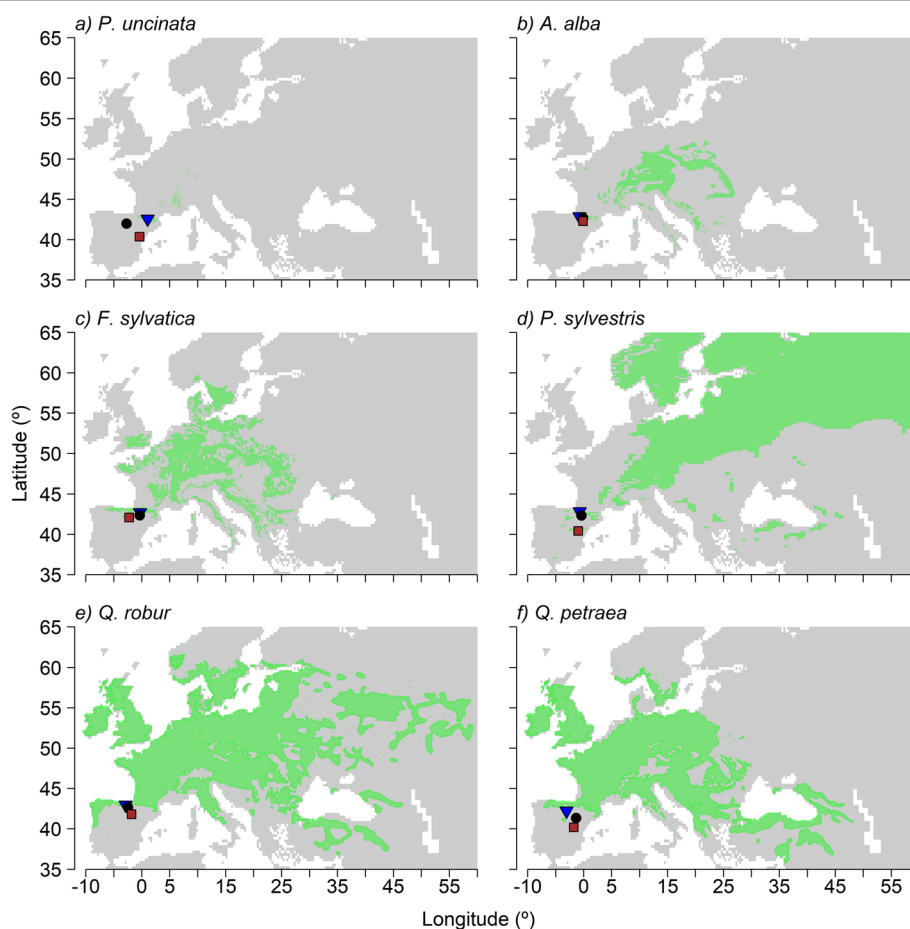 a) P. uncinata
b) A. alba
65
60
55
50
45
40
35
c) F. sylvatica
d) P. sylvestris
65
60
55
50
45
40
35
Latitude (°)
e) Q. robur
f) Q. petraea
65
60
55
50
45
40
35
-10 0 5 15 25 35 45 55
-10 0 5 15 25 35 45 55
Longitude (º)